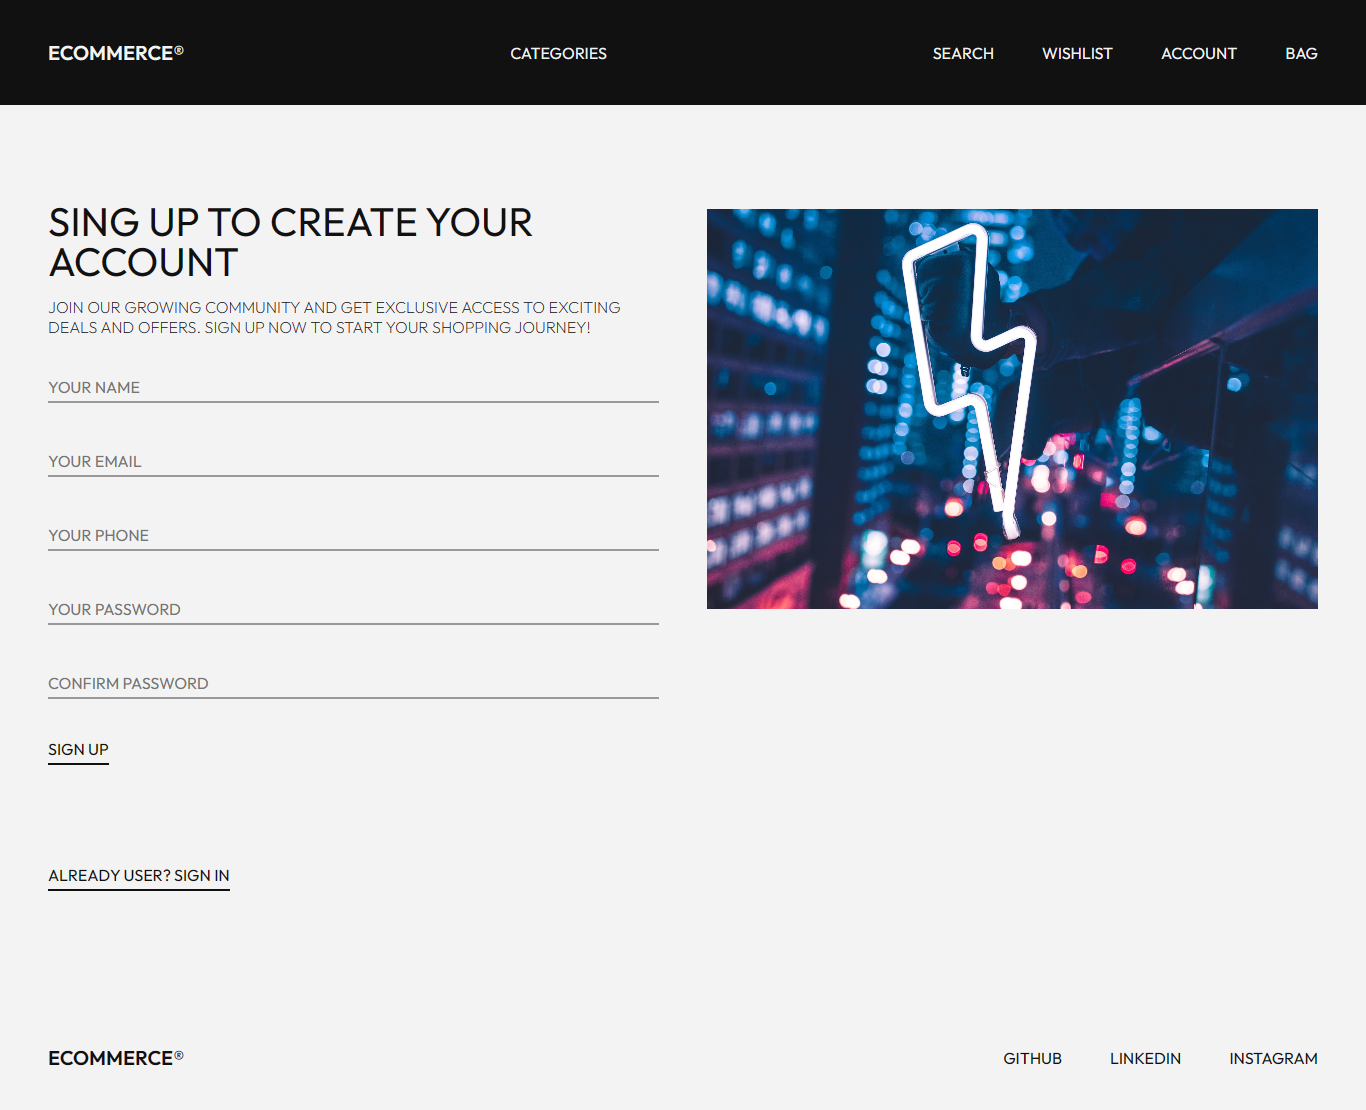 ECOMMERCE®
CATEGORIES
SEARCH
WISHLIST
ACCOUNT
BAG
SING UP TO CREATE YOUR
ACCOUNT
JOIN OUR GROWING COMMUNITY AND GET EXCLUSIVE ACCESS TO EXCITING
DEALS AND OFFERS. SIGN UP NOW TO START YOUR SHOPPING JOURNEY!
YOUR NAME
YOUR EMAIL
YOUR PHONE
YOUR PASSWORD
CONFIRM PASSWORD
SIGN UP
ALREADY USER? SIGN IN
ECOMMERCE®
GITHUB
LINKEDIN
INSTAGRAM